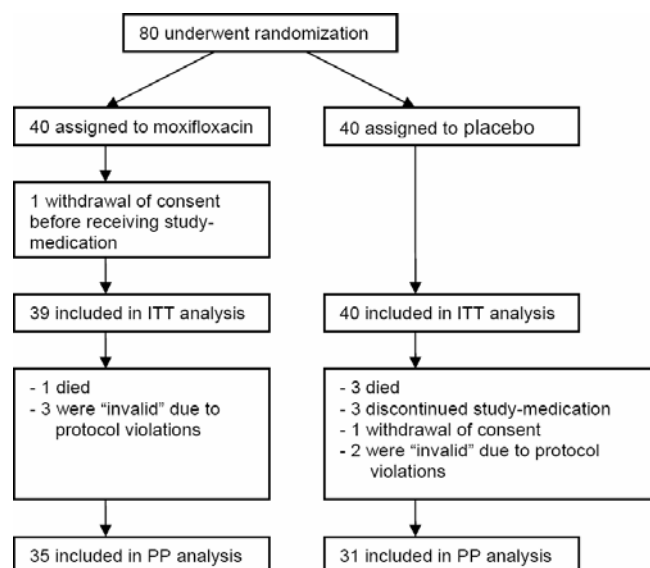 80 underwent randomization
40 assigned to moxifloxacin
40 assigned to placebo
1 withdrawal of consent
before receiving study-
medication
39 included in ITT analysis
40 included in ITT analysis
- 1 died
- 3 were “invalid” due to
protocol violations
- 3 died
- 3 discontinued study-medication
- 1 withdrawal of consent
- 2 were “invalid” due to protocol
violations
35 included in PP analysis
31 included in PP analysis